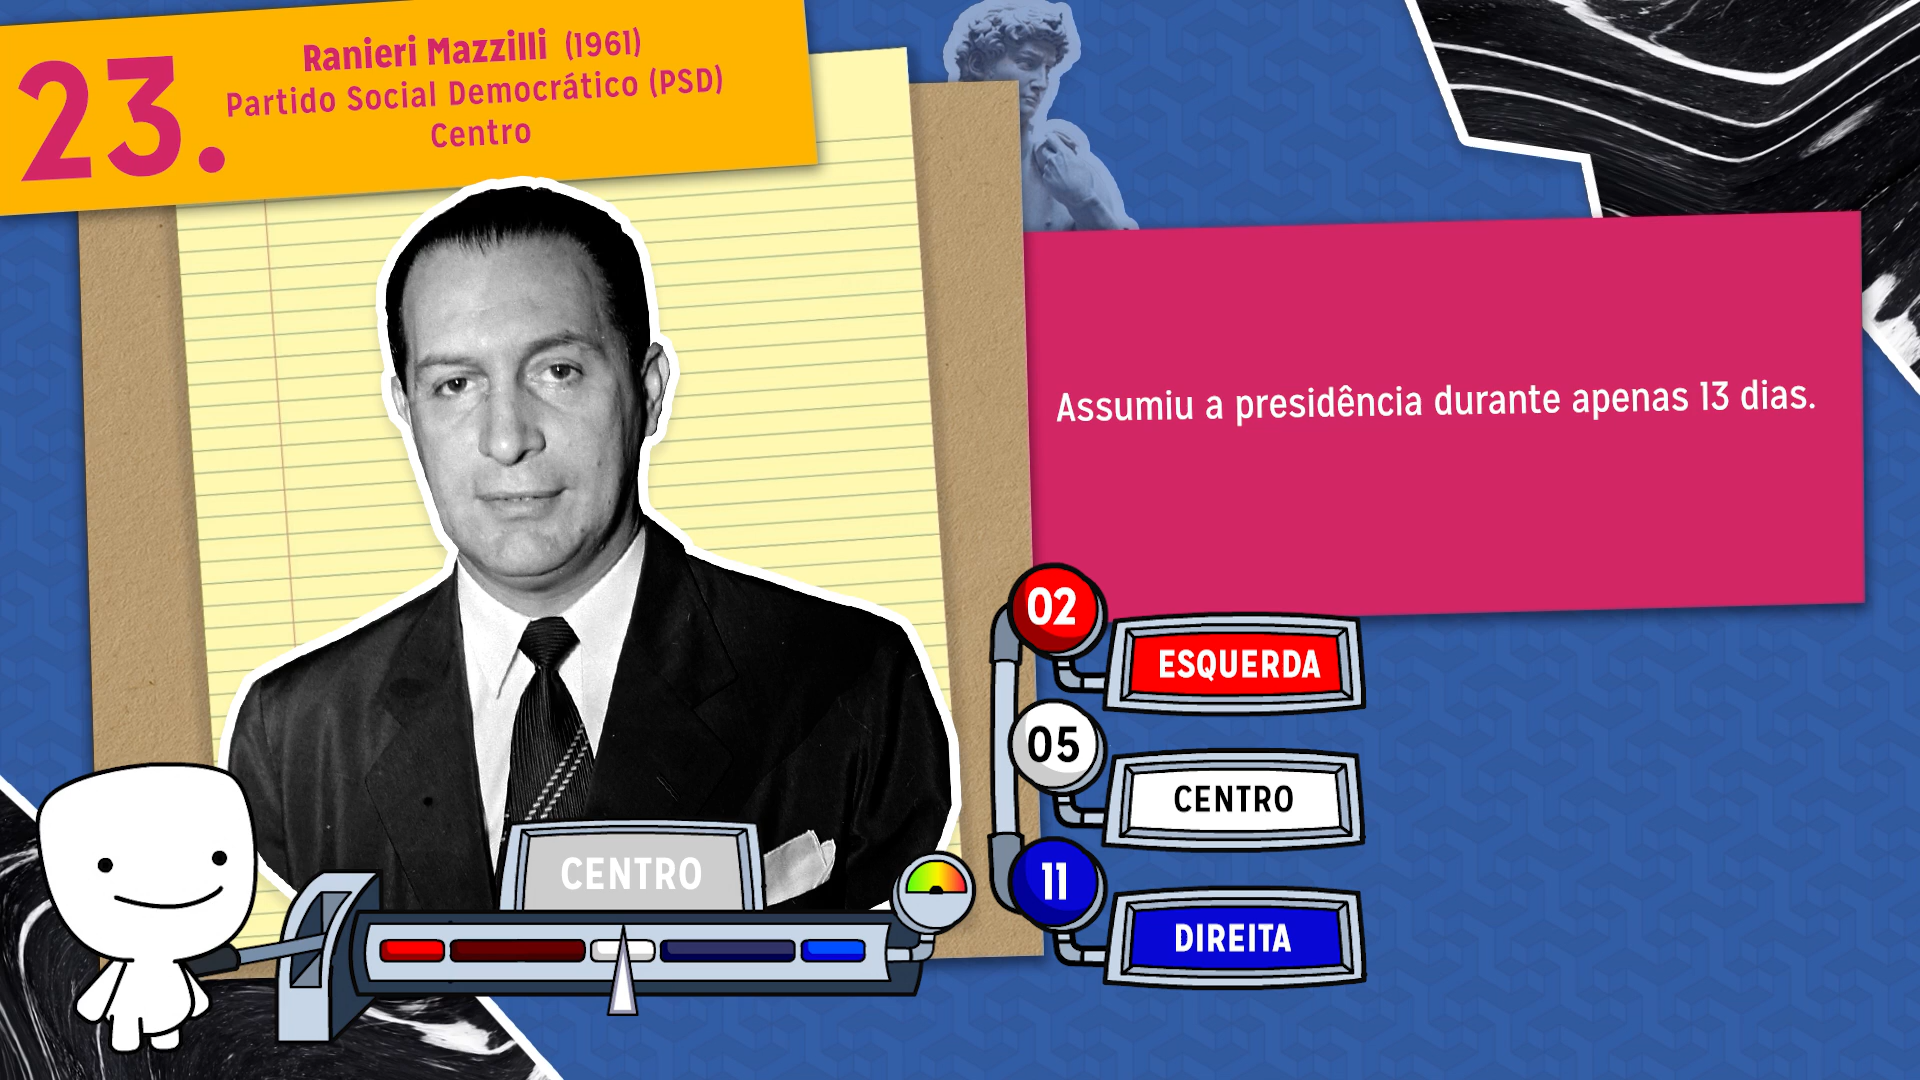 23.
Ranieri Mazzilli (1961)
Partido Social Democrático (PSD)
Centro
Assumiu a presidência durante apenas 13 dias.
02
ESQUERDA
05
CENTRO
11
DIREITA
CENTRO